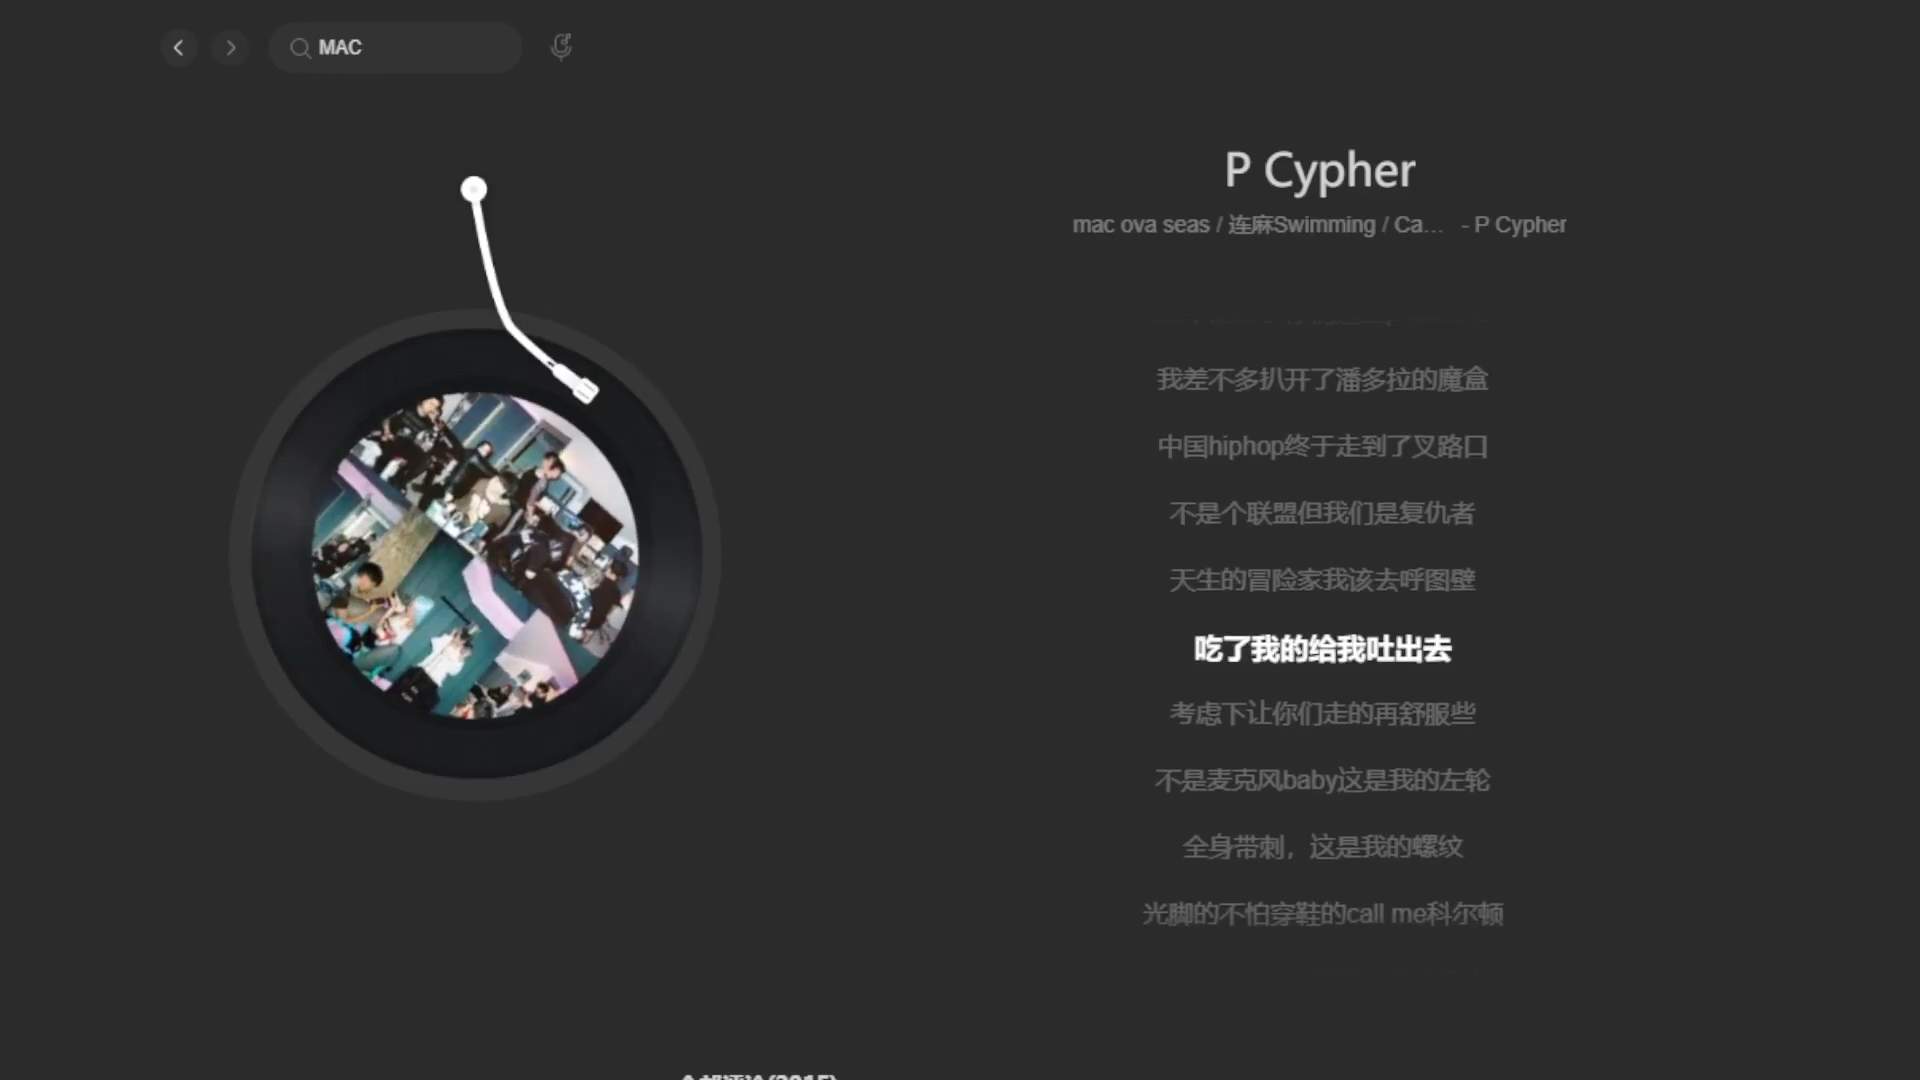 MAC
P Cypher
mac ova seas / 连麻Swimming / Ca... - P Cypher
我差不多扒开了潘多拉的魔盒
中国hiphop终于走到了叉路口
不是个联盟但我们是复仇者
天生的冒险家我该去呼图壁
吃了我的给我吐出去
考虑下让你们走的再舒服些
不是麦克风baby这是我的左轮
全身带刺，这是我的螺纹
光脚的不怕穿鞋的call me科尔顿